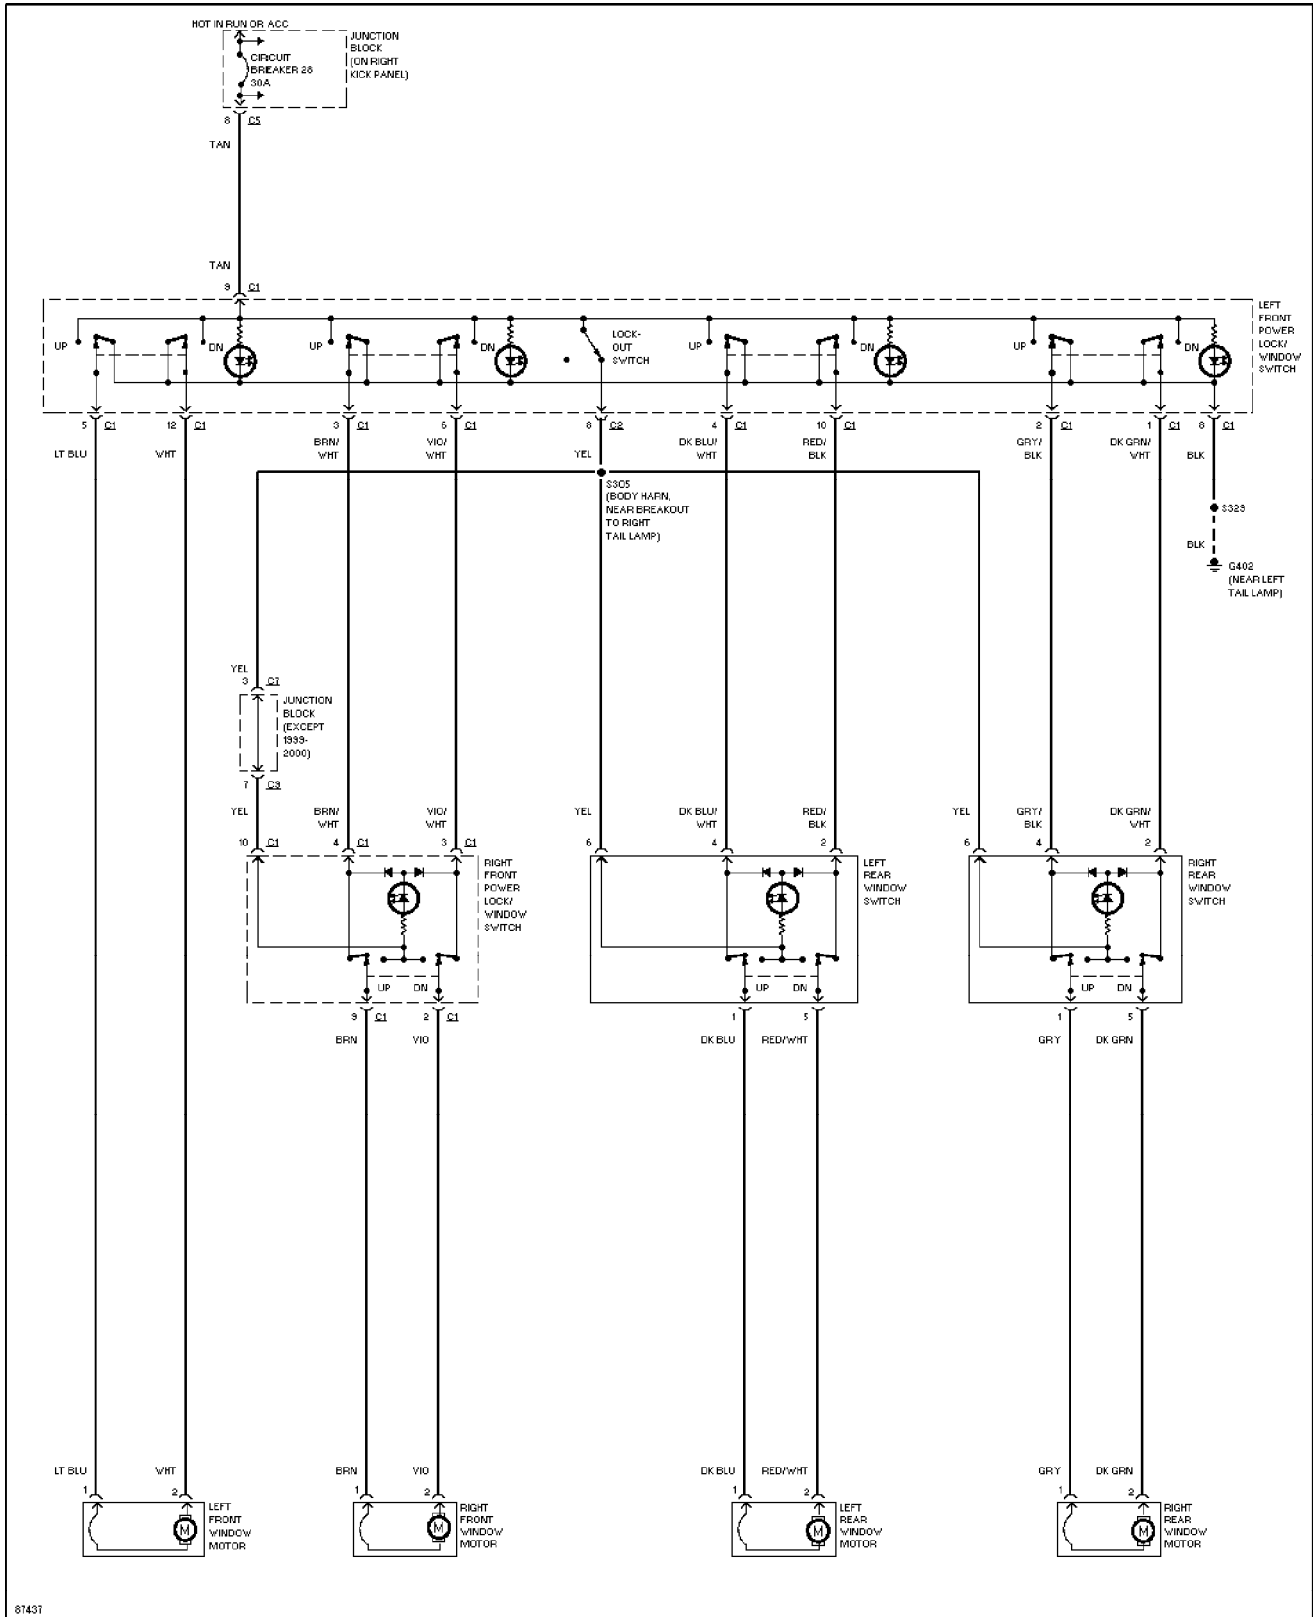 HOT IN RUN OR ACC
JUNCTION
BLOCK
(ON RIGHT
KICK PANEL)
CIRCUIT
BREAKER 28
30A
8 C5
TAN
TAN
9 C1
LEFT
FRONT
POWER
LOCK/
WINDOW
SWITCH
UP DN UP DN LOCK-
OUT
SWITCH
UP DN UP DN
5 C1 12 C1 3 C1 6 C1 8 C2 4 C1 10 C1 2 C1 1 C1 8 C1
LT BLU WHT BRN/
WHT VIO/
WHT YEL DK BLU/
WHT RED/
BLK GRY/
BLK DK GRN/
WHT BLK
S305
(BODY HARN,
NEAR BREAKOUT
TO RIGHT
TAIL LAMP)
S323
BLK
G402
(NEAR LEFT
TAIL LAMP)
YEL
3 C7
JUNCTION
BLOCK
(EXCEPT
1999-
2000)
7 C9
YEL BRN/
WHT VIO/
WHT YEL DK BLU/
WHT RED/
BLK YEL GRY/
BLK DK GRN/
WHT
10 C1 4 C1 3 C1 6 4 2 6 4 2
RIGHT
FRONT
POWER
LOCK/
WINDOW
SWITCH
LEFT
REAR
WINDOW
SWITCH
RIGHT
REAR
WINDOW
SWITCH
UP DN UP DN UP DN
9 C1 2 C1 1 5 1 5
BRN VIO DK BLU RED/WHT GRY DK GRN
LT BLU WHT BRN VIO DK BLU RED/WHT GRY DK GRN
1 2 1 2 1 2 1 2
M
LEFT
FRONT
WINDOW
MOTOR
M
RIGHT
FRONT
WINDOW
MOTOR
M
LEFT
REAR
WINDOW
MOTOR
M
RIGHT
REAR
WINDOW
MOTOR
87437